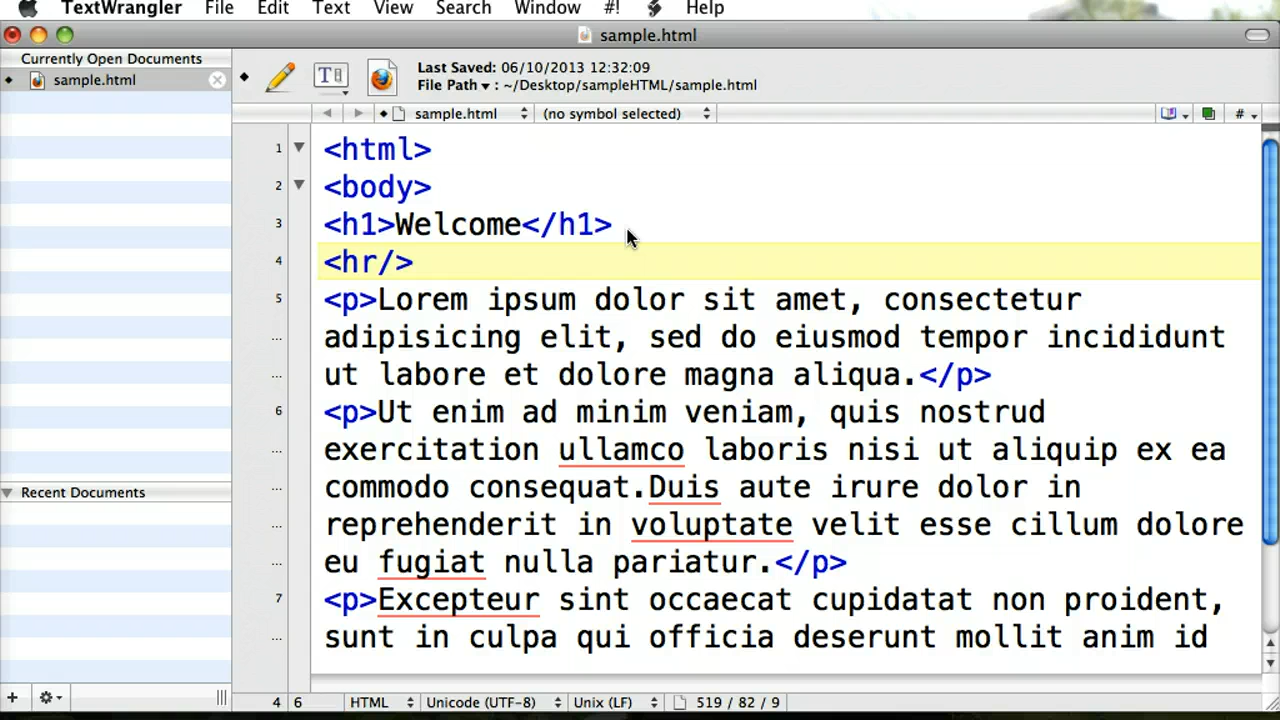 TextWrangler File Edit Text View Search Window #! Help
sample.html
Currently Open Documents
sample.html
Last Saved: 06/10/2013 12:32:09
File Path ▾ : ~/Desktop/sampleHTML/sample.html
sample.html (no symbol selected) #
1 <html>
2 <body>
3 <h1>Welcome</h1>
4 <hr/>
5 <p>Lorem ipsum dolor sit amet, consectetur
... adipisicing elit, sed do eiusmod tempor incididunt
... ut labore et dolore magna aliqua.</p>
6 <p>Ut enim ad minim veniam, quis nostrud
... exercitation ullamco laboris nisi ut aliquip ex ea
... commodo consequat.Duis aute irure dolor in
... reprehenderit in voluptate velit esse cillum dolore
... eu fugiat nulla pariatur.</p>
7 <p>Excepteur sint occaecat cupidatat non proident,
... sunt in culpa qui officia deserunt mollit anim id
Recent Documents
4 6 HTML Unicode (UTF-8) Unix (LF) 519 / 82 / 9